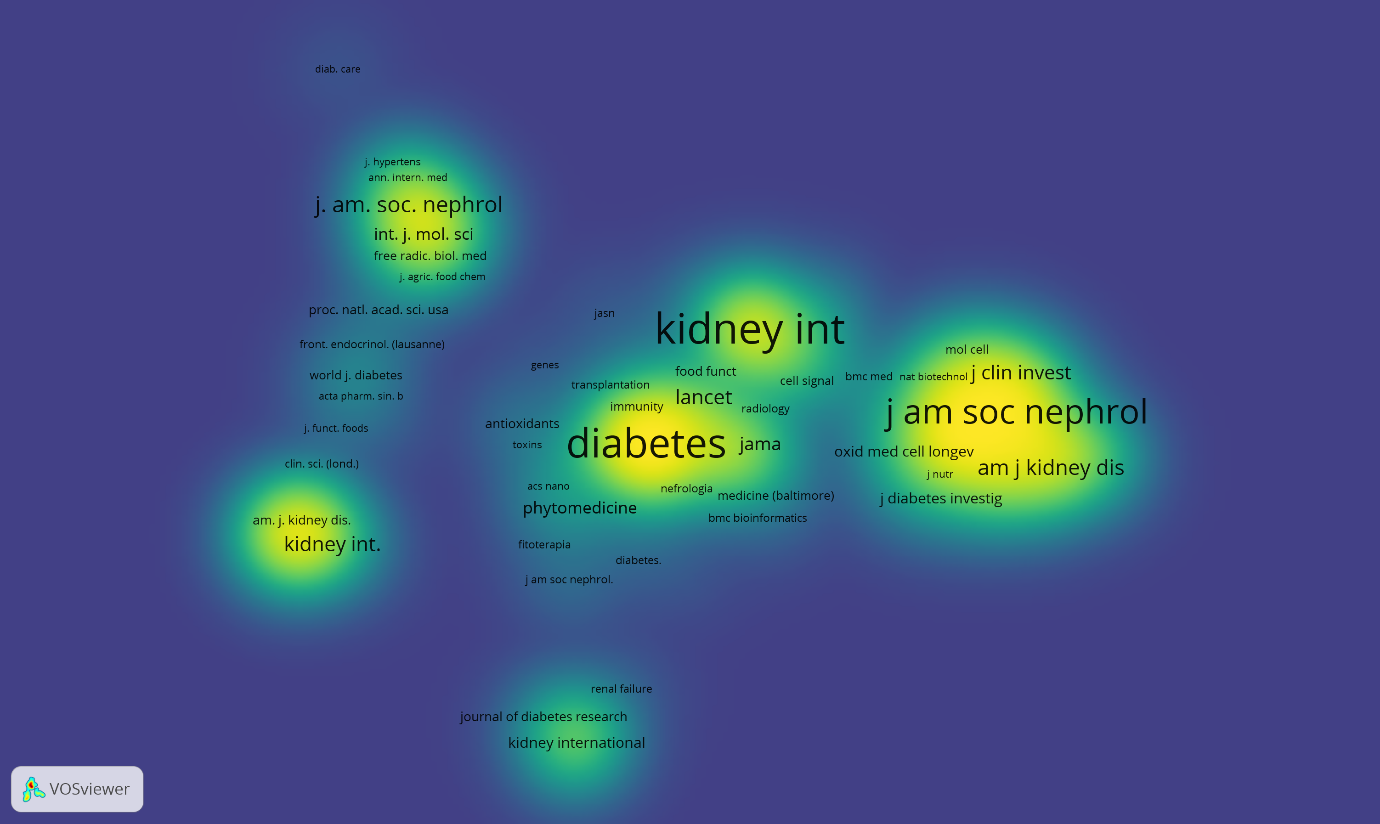 diab. care
j. hypertens
ann. intern. med
j. am. soc. nephrol
int. j. mol. sci
free radic. biol. med
j. agric. food chem
proc. natl. acad. sci. usa
front. endocrinol. (lausanne)
world j. diabetes
acta pharm. sin. b
j. funct. foods
clin. sci. (lond.)
am. j. kidney dis.
kidney int.
jasn
kidney int
genes
food funct
transplantation
cell signal
lancet
immunity
radiology
antioxidants
toxins
diabetes
jama
acs nano
nefrologia
medicine (baltimore)
phytomedicine
bmc bioinformatics
fitoterapia
diabetes.
j am soc nephrol.
mol cell
bmc med
nat biotechnol
j clin invest
j am soc nephrol
oxid med cell longev
am j kidney dis
j nutr
j diabetes investig
renal failure
journal of diabetes research
kidney international
VOSviewer